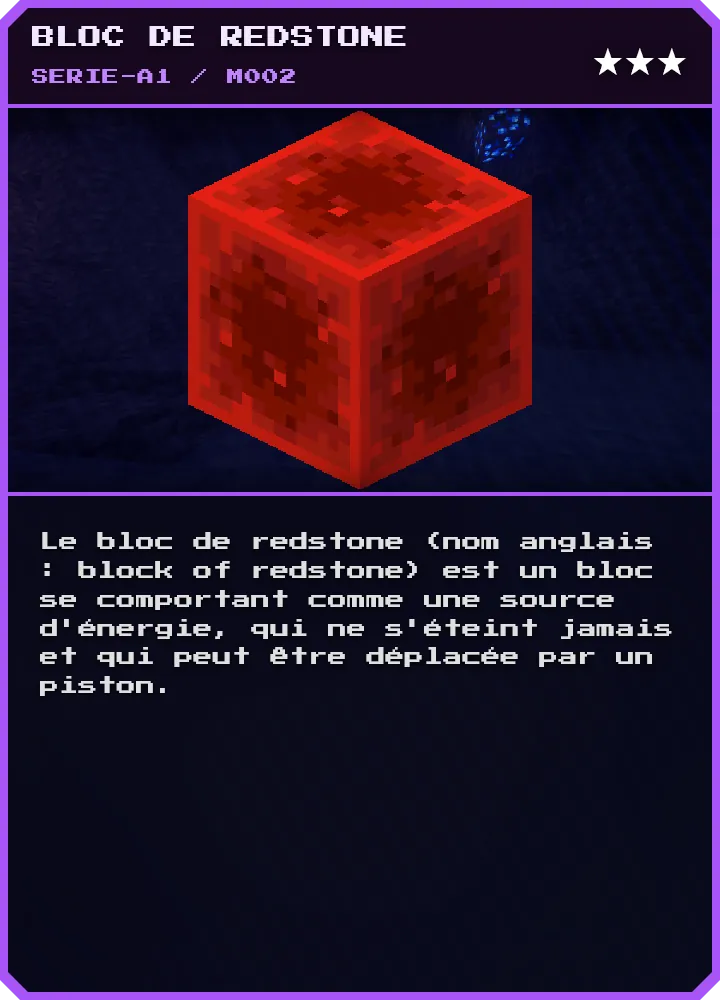 BLOC DE REDSTONE
SERIE-A1 / M002
★★★
Le bloc de redstone (nom anglais
: block of redstone) est un bloc
se comportant comme une source
d'énergie, qui ne s'éteint jamais
et qui peut être déplacée par un
piston.